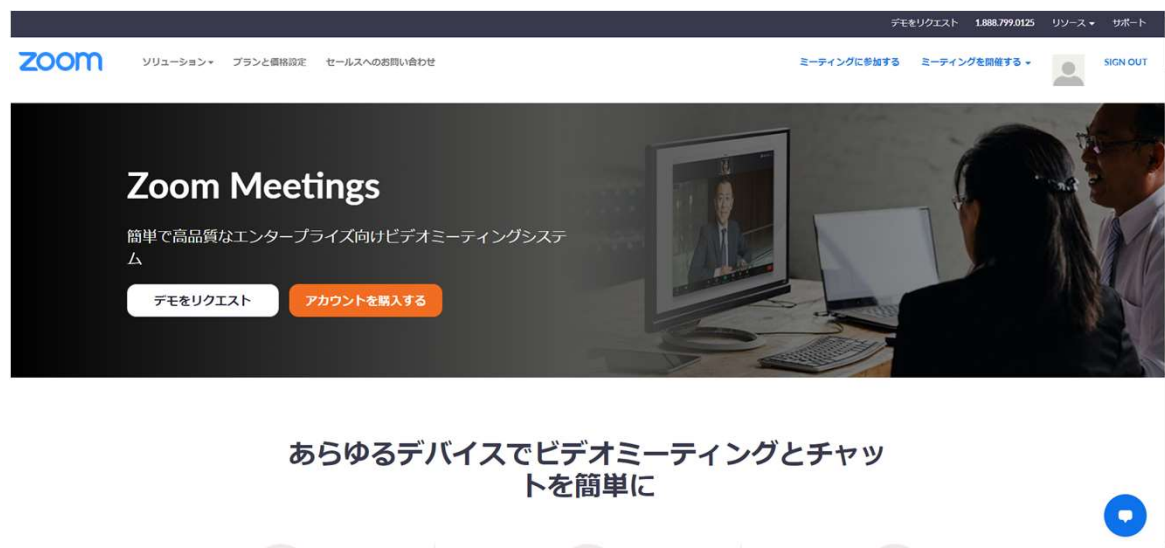 デモをリクエスト 1.888.799.0125 リソース サポート
zoom ソリューション プランと価格設定 セールスへのお問い合わせ ミーティングに参加する ミーティングを開催する SIGN OUT
Zoom Meetings
簡単で高品質なエンタープライズ向けビデオミーティングシステ
ム
デモをリクエスト アカウントを購入する
あらゆるデバイスでビデオミーティングとチャッ
トを簡単に